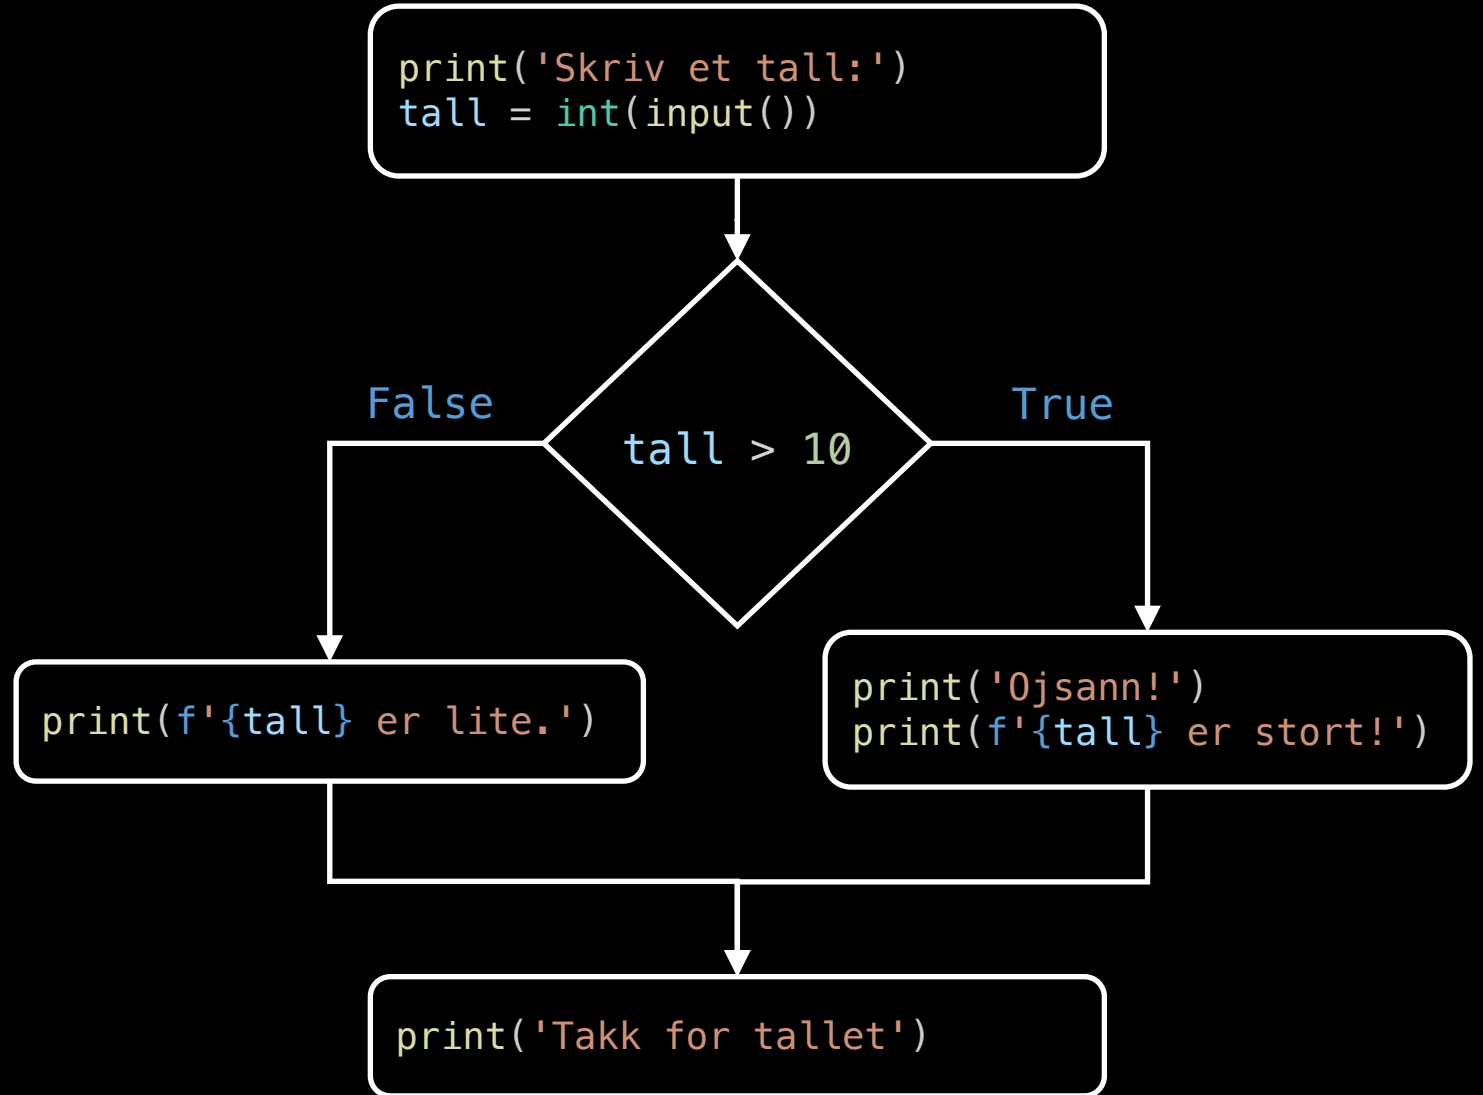 print('Skriv et tall:')
tall = int(input())
False
True
tall > 10
print(f'{tall} er lite.')
print('Ojsann!')
print(f'{tall} er stort!')
print('Takk for tallet')